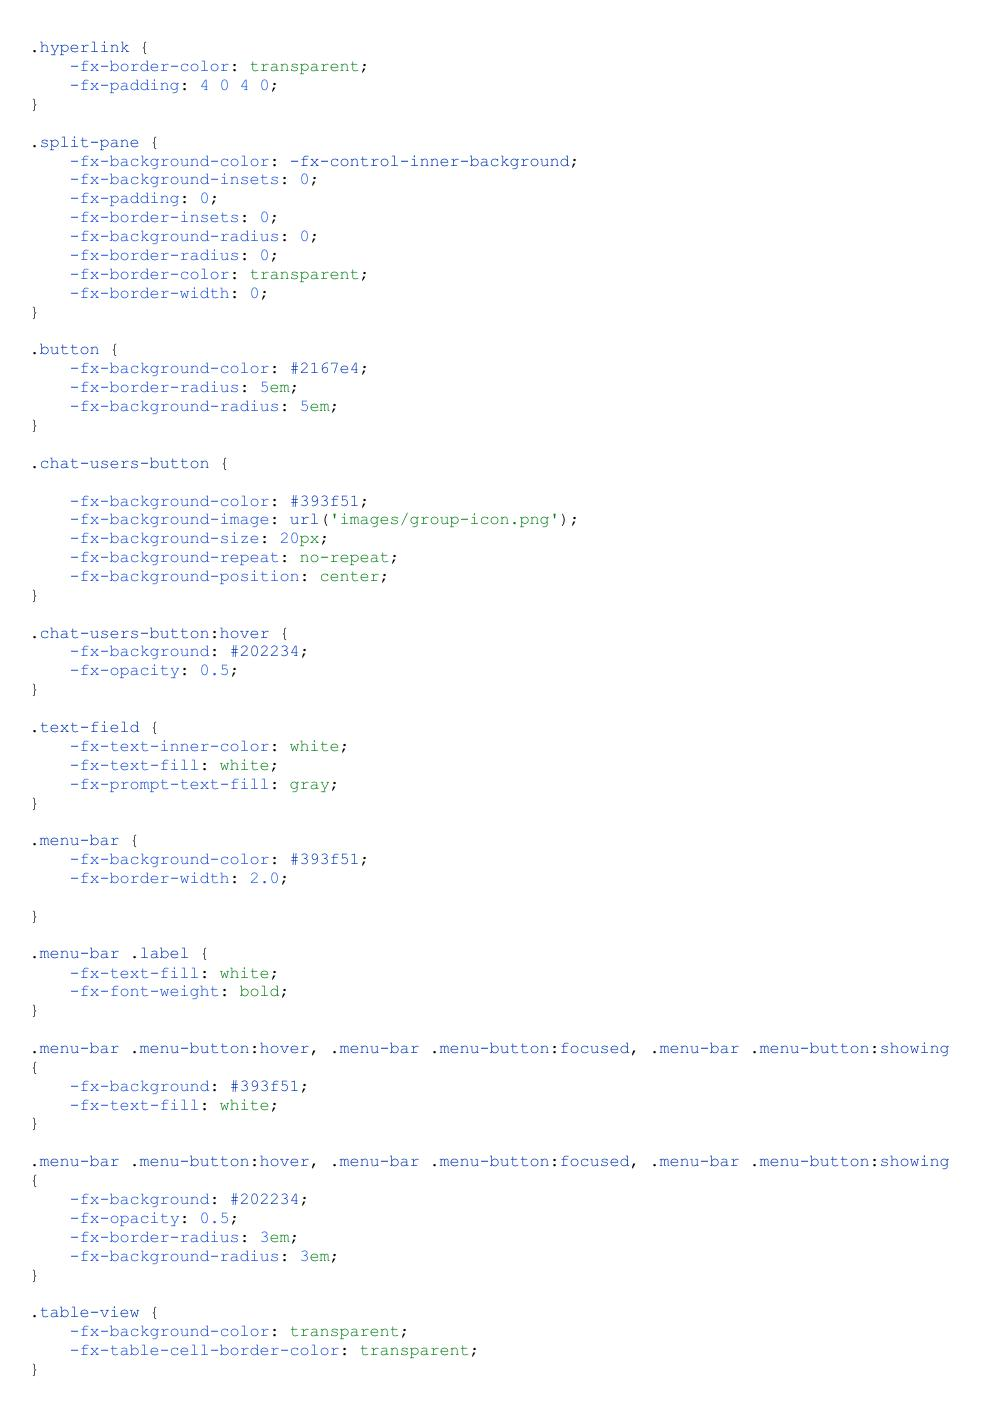 .hyperlink {
    -fx-border-color: transparent;
    -fx-padding: 4 0 4 0;
}

.split-pane {
    -fx-background-color: -fx-control-inner-background;
    -fx-background-insets: 0;
    -fx-padding: 0;
    -fx-border-insets: 0;
    -fx-background-radius: 0;
    -fx-border-radius: 0;
    -fx-border-color: transparent;
    -fx-border-width: 0;
}

.button {
    -fx-background-color: #2167e4;
    -fx-border-radius: 5em;
    -fx-background-radius: 5em;
}

.chat-users-button {

    -fx-background-color: #393f51;
    -fx-background-image: url('images/group-icon.png');
    -fx-background-size: 20px;
    -fx-background-repeat: no-repeat;
    -fx-background-position: center;
}

.chat-users-button:hover {
    -fx-background: #202234;
    -fx-opacity: 0.5;
}

.text-field {
    -fx-text-inner-color: white;
    -fx-text-fill: white;
    -fx-prompt-text-fill: gray;
}

.menu-bar {
    -fx-background-color: #393f51;
    -fx-border-width: 2.0;

}

.menu-bar .label {
    -fx-text-fill: white;
    -fx-font-weight: bold;
}

.menu-bar .menu-button:hover, .menu-bar .menu-button:focused, .menu-bar .menu-button:showing
{
    -fx-background: #393f51;
    -fx-text-fill: white;
}

.menu-bar .menu-button:hover, .menu-bar .menu-button:focused, .menu-bar .menu-button:showing
{
    -fx-background: #202234;
    -fx-opacity: 0.5;
    -fx-border-radius: 3em;
    -fx-background-radius: 3em;
}

.table-view {
    -fx-background-color: transparent;
    -fx-table-cell-border-color: transparent;
}